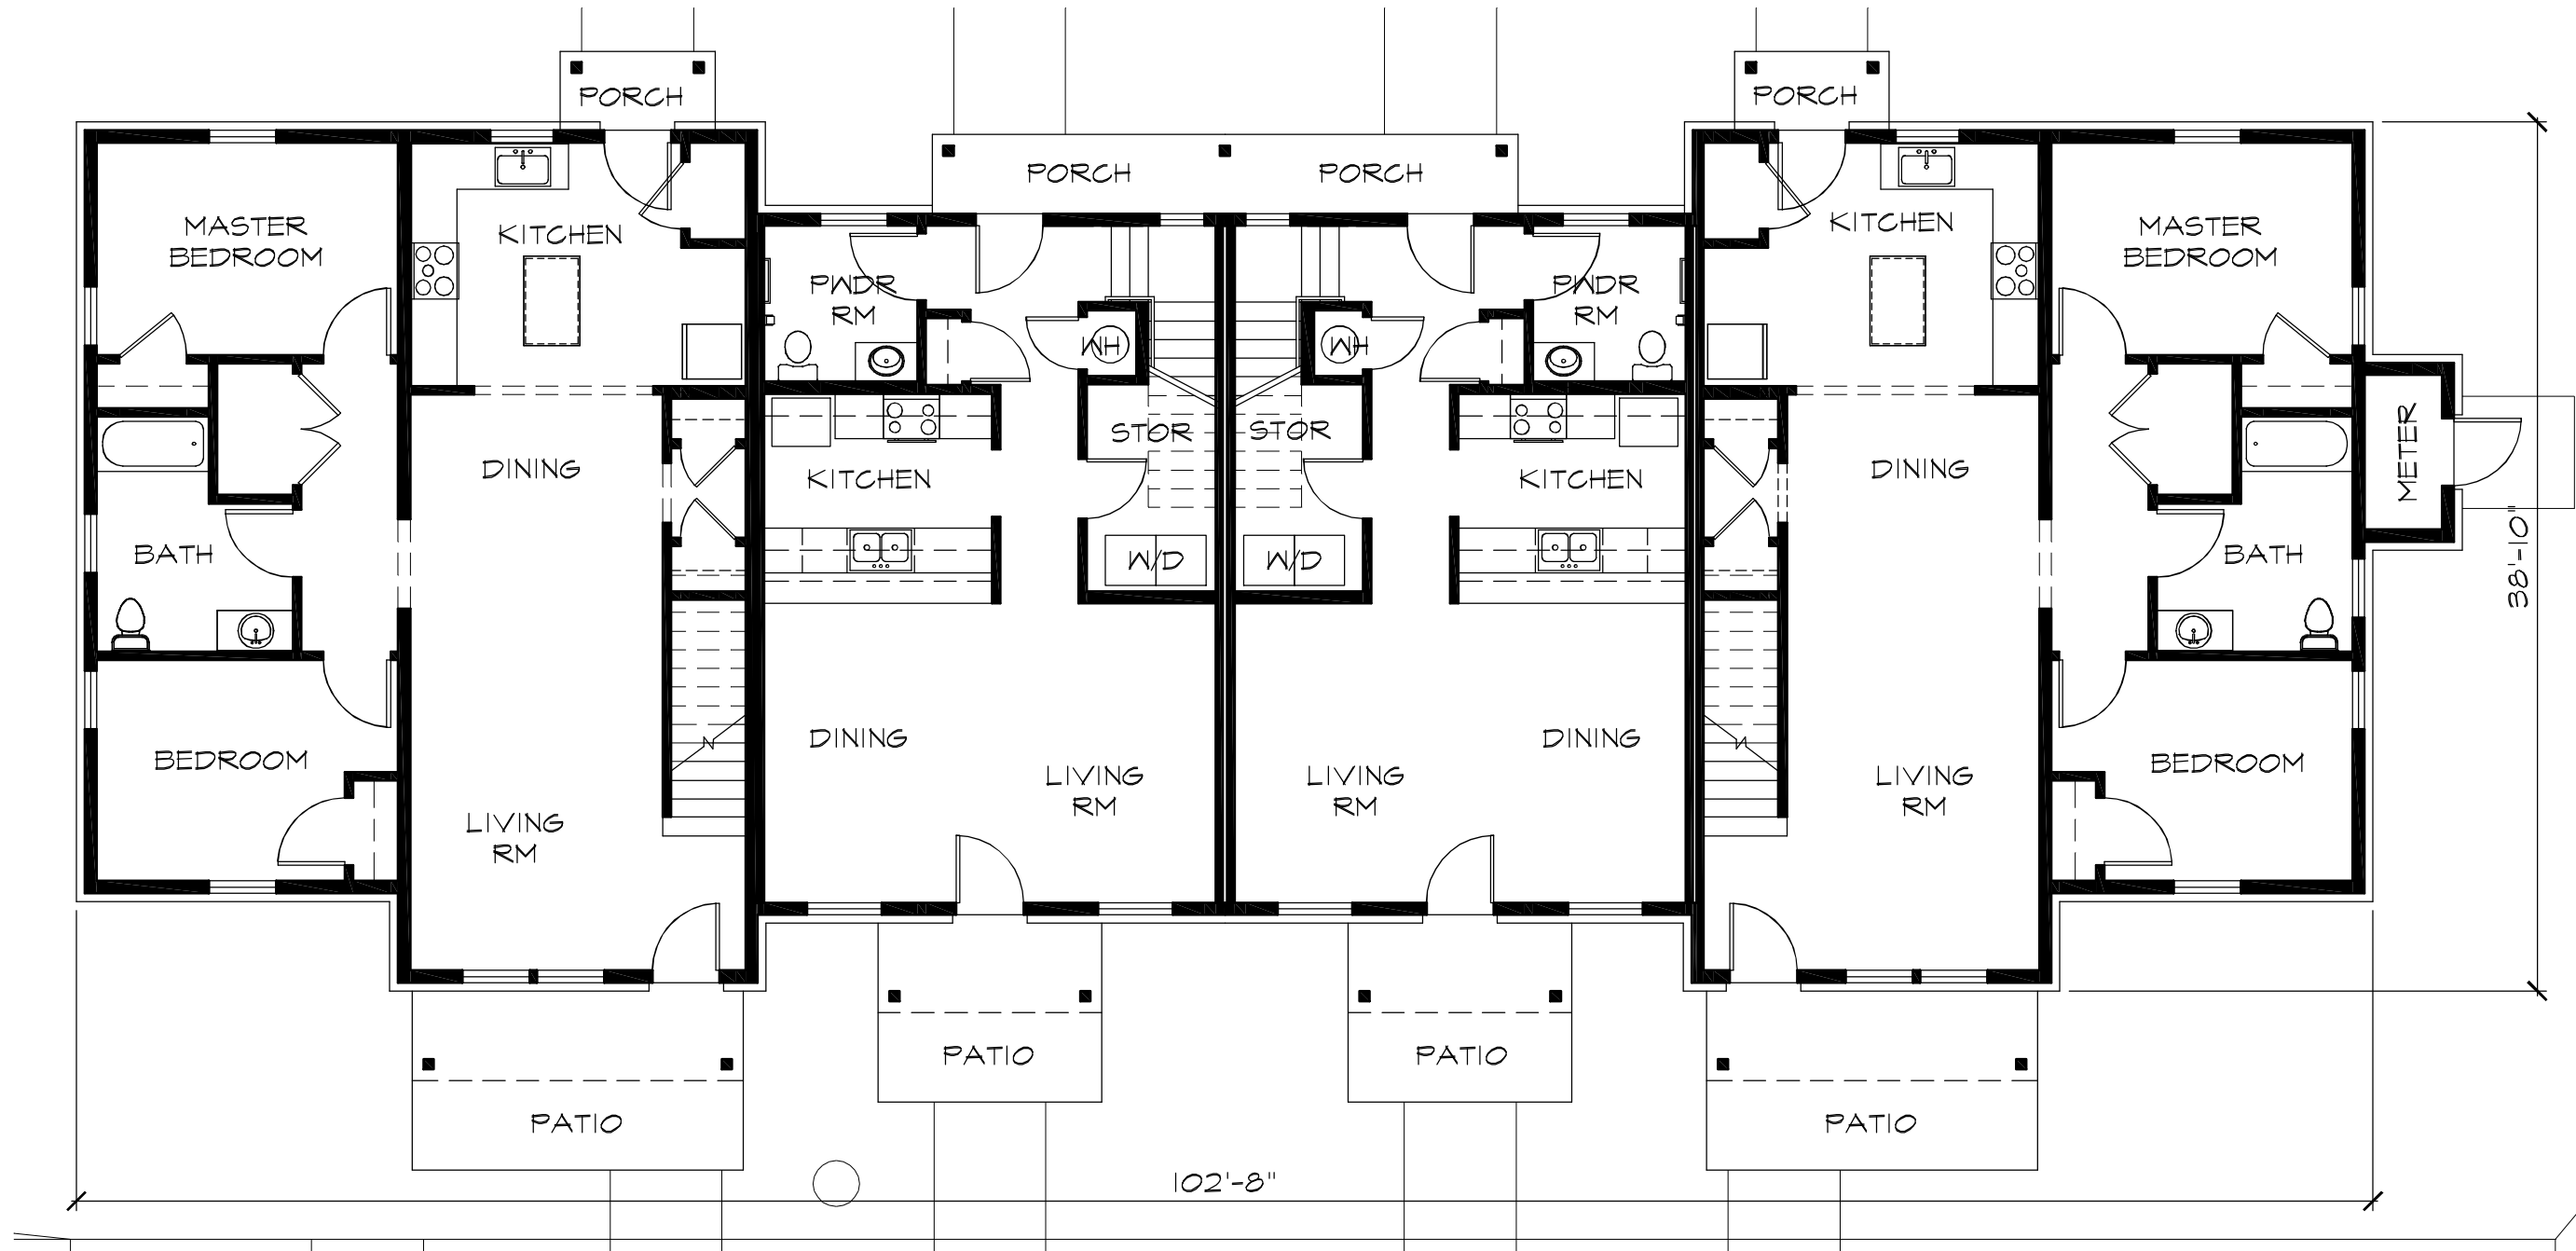 PORCH
PORCH
PORCH
PORCH
MASTER
BEDROOM
KITCHEN
PWDR
RM
WH
WH
PWDR
RM
KITCHEN
MASTER
BEDROOM
DINING
STOR
STOR
DINING
METER
KITCHEN
KITCHEN
BATH
W/D
W/D
BATH
38'-10"
BEDROOM
DINING
DINING
BEDROOM
LIVING
RM
LIVING
RM
LIVING
RM
LIVING
RM
PATIO
PATIO
PATIO
PATIO
102'-8"